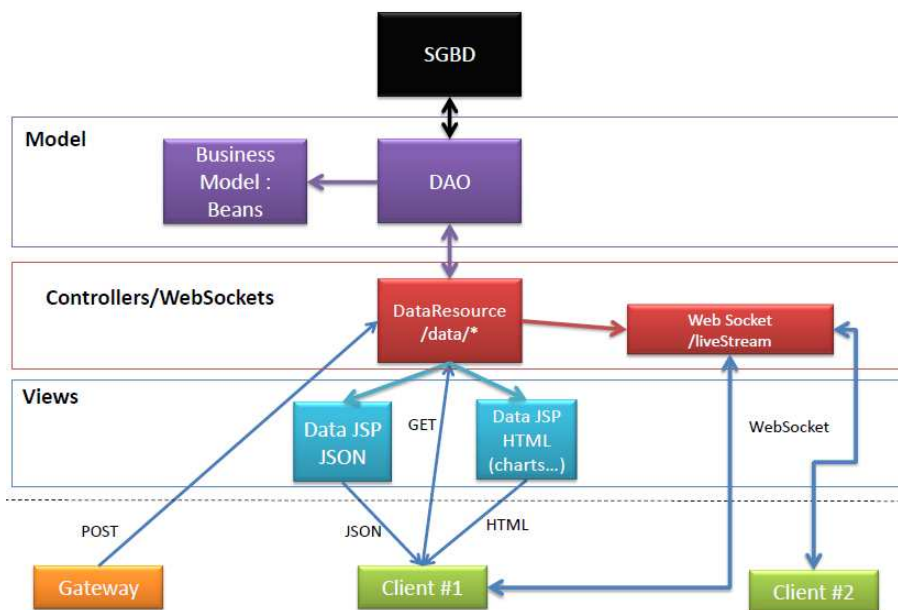 SGBD
Model
Business
Model :
Beans
DAO
Controllers/WebSockets
DataResource
/data/*
Web Socket
/liveStream
Views
Data JSP
JSON
GET
Data JSP
HTML
(charts...)
WebSocket
POST
JSON
HTML
Gateway
Client #1
Client #2